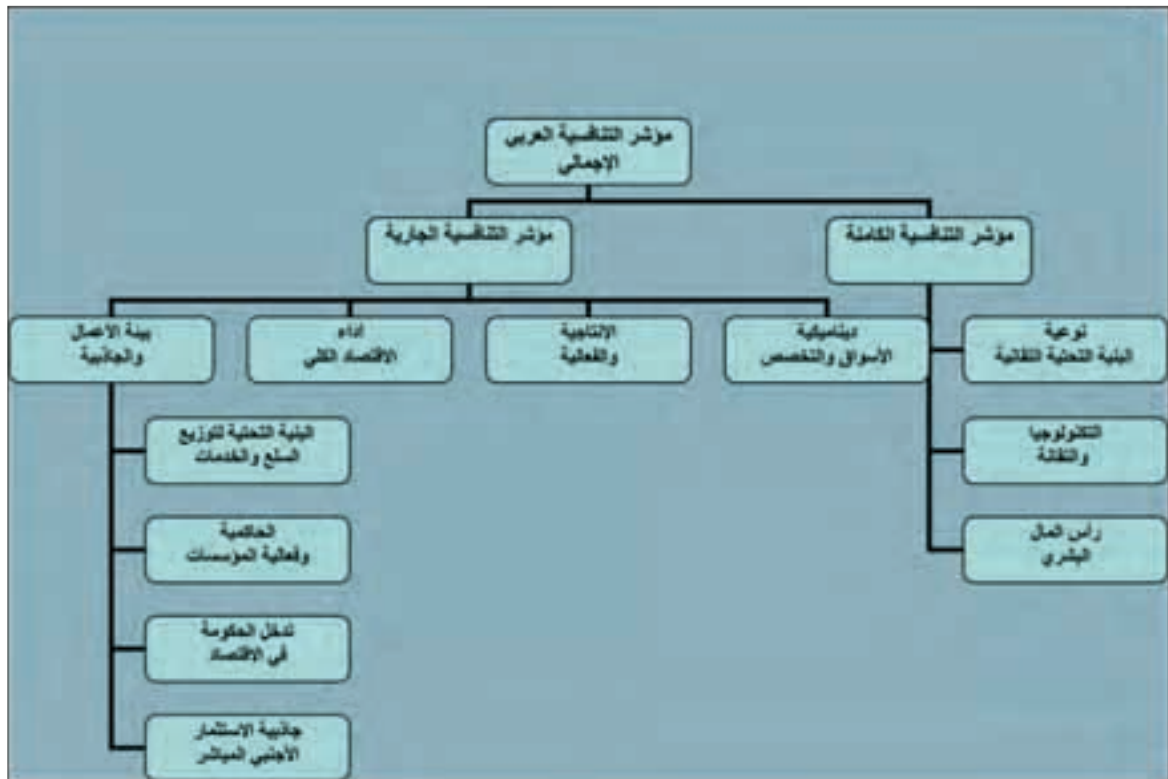 مؤشر التنافسية العربي
الإجمالي
مؤشر التنافسية الكامنة
مؤشر التنافسية الجارية
نوعية
البنية التحتية التقانية
ديناميكية
الأسواق والتخصص
الإنتاجية
والفعالية
اداء
الاقتصاد الكلي
بيئة الاعمال
والجاذبية
التكنولوجيا
والتقانة
رأس المال
البشري
البنية التحتية لتوزيع
السلع والخدمات
الحاكمية
وفعالية المؤسسات
تدخل الحكومة
في الاقتصاد
جاذبية الاستثمار
الأجنبي المباشر